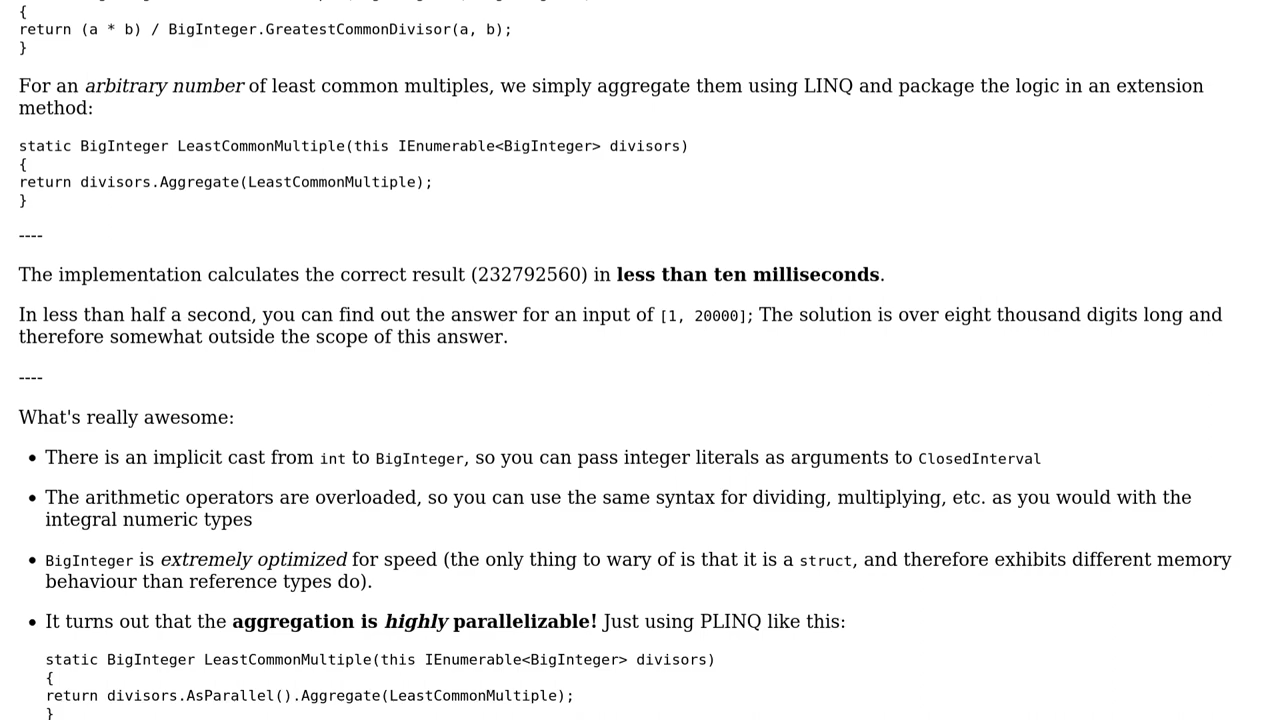 {
return (a * b) / BigInteger.GreatestCommonDivisor(a, b);
}
For an arbitrary number of least common multiples, we simply aggregate them using LINQ and package the logic in an extension
method:
static BigInteger LeastCommonMultiple(this IEnumerable<BigInteger> divisors)
{
return divisors.Aggregate(LeastCommonMultiple);
}
----
The implementation calculates the correct result (232792560) in less than ten milliseconds.
In less than half a second, you can find out the answer for an input of [1, 20000]; The solution is over eight thousand digits long and
therefore somewhat outside the scope of this answer.
----
What's really awesome:
• There is an implicit cast from int to BigInteger, so you can pass integer literals as arguments to ClosedInterval
• The arithmetic operators are overloaded, so you can use the same syntax for dividing, multiplying, etc. as you would with the
integral numeric types
• BigInteger is extremely optimized for speed (the only thing to wary of is that it is a struct, and therefore exhibits different memory
behaviour than reference types do).
• It turns out that the aggregation is highly parallelizable! Just using PLINQ like this:
static BigInteger LeastCommonMultiple(this IEnumerable<BigInteger> divisors)
{
return divisors.AsParallel().Aggregate(LeastCommonMultiple);
}